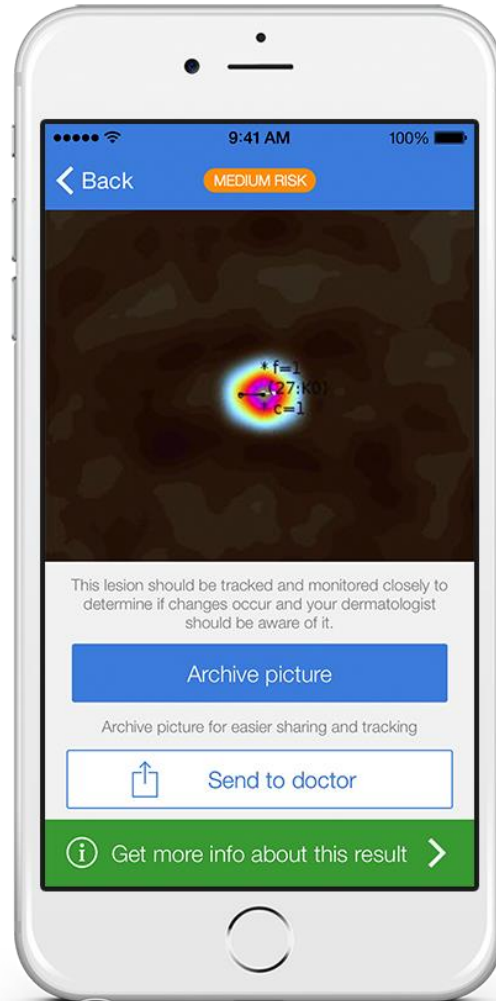 9:41 AM
100%
Back
MEDIUM RISK
* f=1
(27:K0)
c=1
This lesion should be tracked and monitored closely to
determine if changes occur and your dermatologist
should be aware of it.
Archive picture
Archive picture for easier sharing and tracking
Send to doctor
Get more info about this result